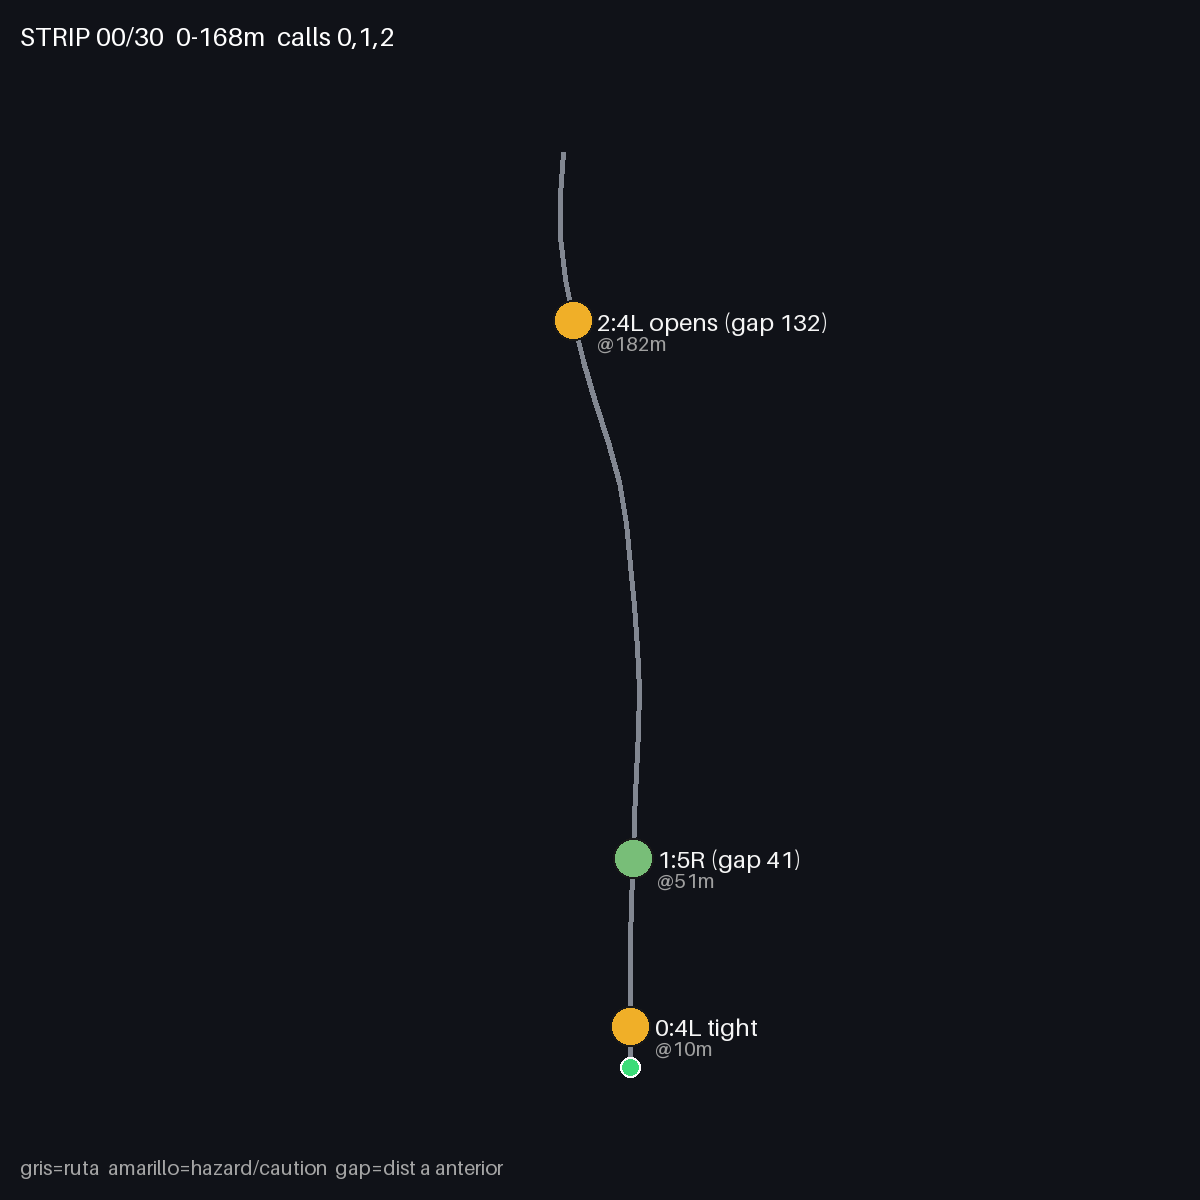 STRIP 00/30  0-168m  calls 0,1,2
2:4L opens (gap 132)
@182m
1:5R (gap 41)
@51m
0:4L tight
@10m
gris=ruta  amarillo=hazard/caution  gap=dist a anterior